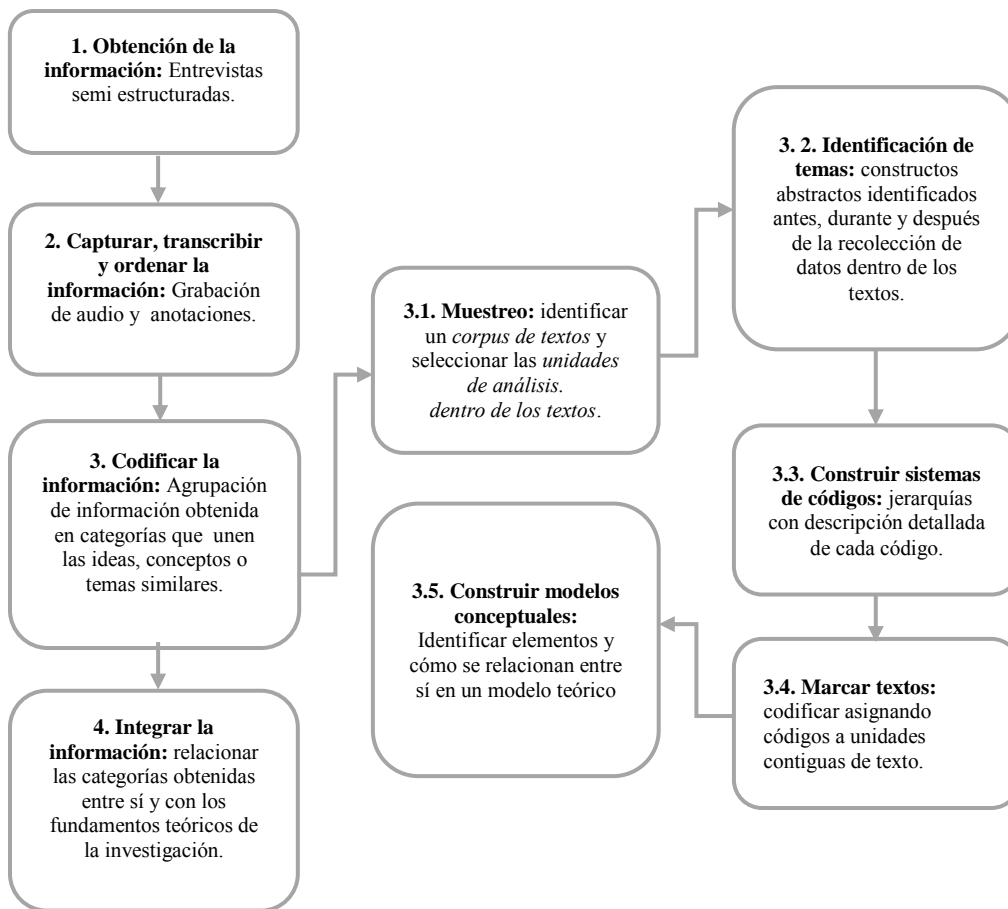 1. Obtención de la
información: Entrevistas
semi estructuradas.
2. Capturar, transcribir
y ordenar la
información: Grabación
de audio y anotaciones.
3. Codificar la
información: Agrupación
de información obtenida
en categorías que unen
las ideas, conceptos o
temas similares.
4. Integrar la
información: relacionar
las categorías obtenidas
entre sí y con los
fundamentos teóricos de
la investigación.
3.1. Muestreo: identificar
un corpus de textos y
seleccionar las unidades
de análisis.
dentro de los textos.
3. 2. Identificación de
temas: constructos
abstractos identificados
antes, durante y después
de la recolección de
datos dentro de los
textos.
3.3. Construir sistemas
de códigos: jerarquías
con descripción detallada
de cada código.
3.4. Marcar textos:
codificar asignando
códigos a unidades
contiguas de texto.
3.5. Construir modelos
conceptuales:
Identificar elementos y
cómo se relacionan entre
sí en un modelo teórico